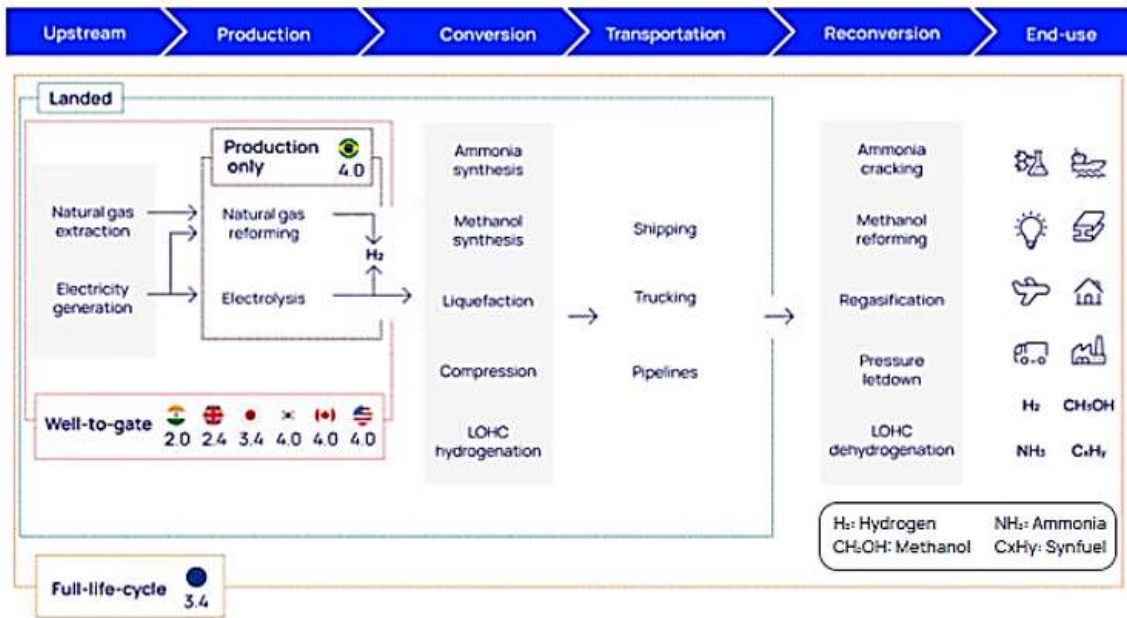 Upstream
Production
Conversion
Transportation
Reconversion
End-use
Landed
Production
only
4.0
Natural gas
extraction
Electricity
generation
Natural gas
reforming
Electrolysis
H₂
Well-to-gate
2.0 2.4 3.4 4.0 4.0 4.0
Ammonia
synthesis
Methanol
synthesis
Liquefaction
Compression
LOHC
hydrogenation
Shipping
Trucking
Pipelines
Ammonia
cracking
Methanol
reforming
Regasification
Pressure
letdown
LOHC
dehydrogenation
H₂ CH₃OH
NH₃ CₓHᵧ
H₂: Hydrogen NH₃: Ammonia
CH₃OH: Methanol CxHy: Synfuel
Full-life-cycle
3.4